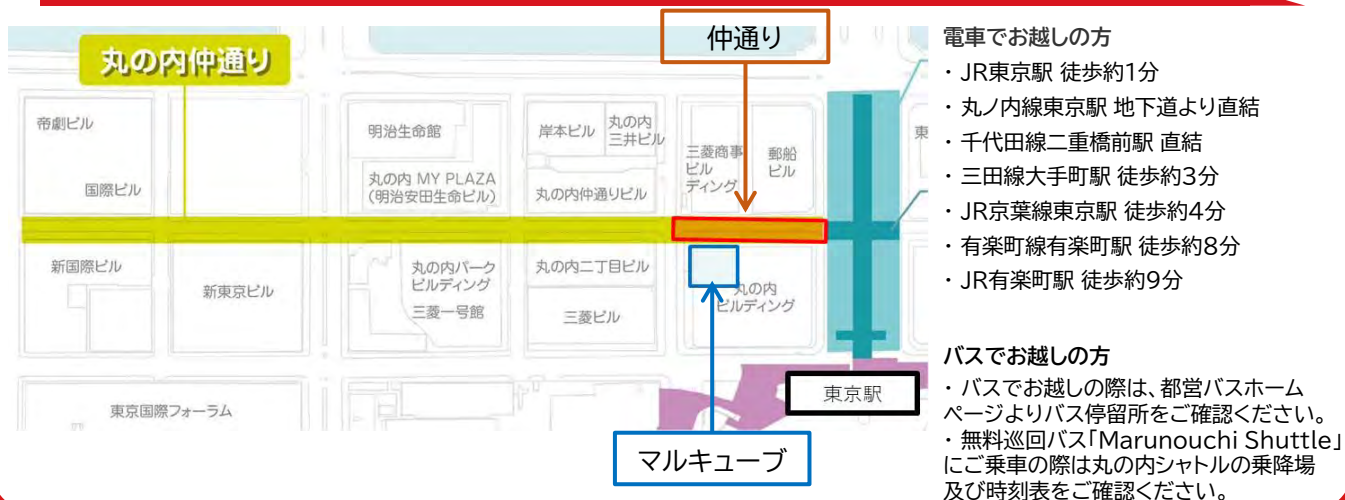 仲通り
丸の内仲通り
帝劇ビル
国際ビル
明治生命館
丸の内 MY PLAZA
(明治安田生命ビル)
岸本ビル
丸の内
三井ビル
丸の内仲通りビル
三菱商事
ビル
ディング
郵船
ビル
東
新国際ビル
新東京ビル
丸の内パーク
ビルディング
三菱一号館
丸の内二丁目ビル
三菱ビル
丸の内
ビルディング
東京国際フォーラム
東京駅
マルキューブ
電車でお越しの方
・ JR東京駅 徒歩約1分
・ 丸ノ内線東京駅 地下道より直結
・ 千代田線二重橋前駅 直結
・ 三田線大手町駅 徒歩約3分
・ JR京葉線東京駅 徒歩約4分
・ 有楽町線有楽町駅 徒歩約8分
・ JR有楽町駅 徒歩約9分
バスでお越しの方
・ バスでお越しの際は、都営バスホーム
ページよりバス停留所をご確認ください。
・ 無料巡回バス「Marunouchi Shuttle」
にご乗車の際は丸の内シャトルの乗降場
及び時刻表をご確認ください。